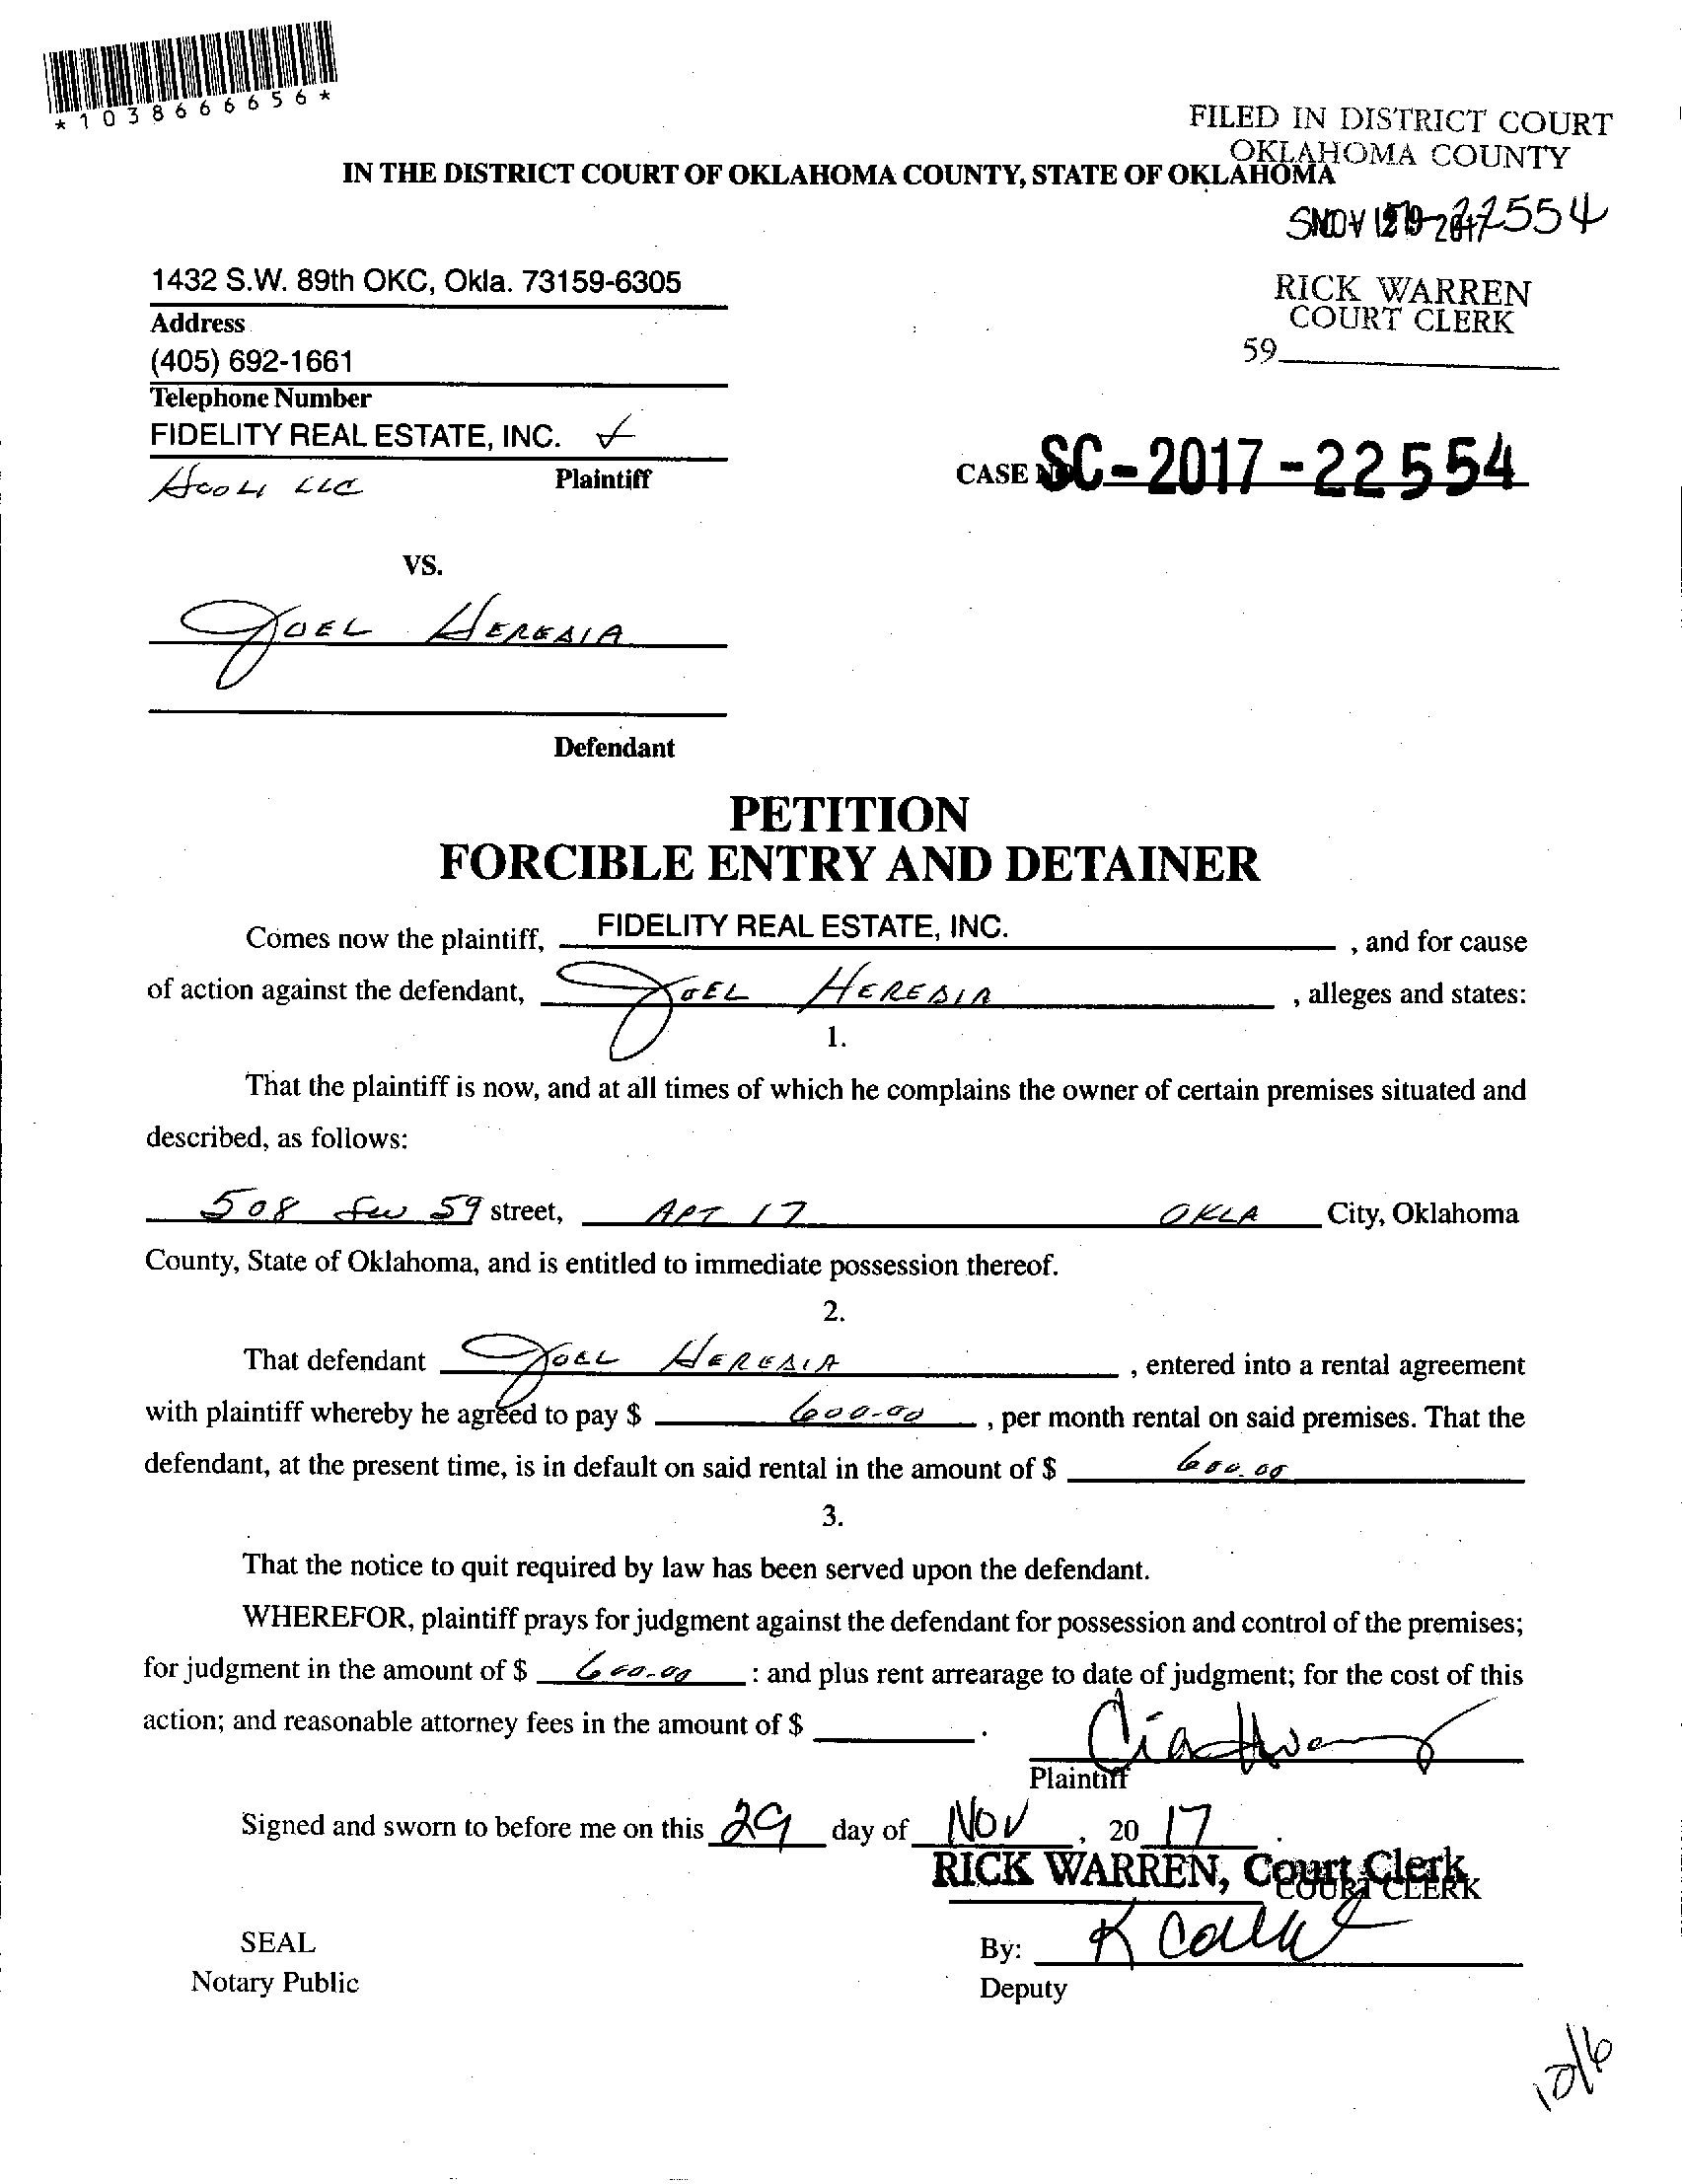 *1038666656*
FILED IN DISTRICT COURT
OKLAHOMA COUNTY
IN THE DISTRICT COURT OF OKLAHOMA COUNTY, STATE OF OKLAHOMA
RICK WARREN
COURT CLERK
59
1432 S.W. 89th OKC, Okla. 73159-6305
Address
(405) 692-1661
Telephone Number
FIDELITY REAL ESTATE, INC. +
LLC
Plaintiff
CASE NO SC-2017-22554
VS.
JOEL HEREDIA
Defendant
PETITION
FORCIBLE ENTRY AND DETAINER
Comes now the plaintiff, FIDELITY REAL ESTATE, INC. , and for cause
of action against the defendant, JOEL HEREDIA , alleges and states:
1.
That the plaintiff is now, and at all times of which he complains the owner of certain premises situated and
described, as follows:
508 SW 59 street, APT 17 OKLA City, Oklahoma
County, State of Oklahoma, and is entitled to immediate possession thereof.
2.
That defendant JOEL HEREDIA , entered into a rental agreement
with plaintiff whereby he agreed to pay $ 600.00 , per month rental on said premises. That the
defendant, at the present time, is in default on said rental in the amount of $ 600.00
3.
That the notice to quit required by law has been served upon the defendant.
WHEREFOR, plaintiff prays for judgment against the defendant for possession and control of the premises;
for judgment in the amount of $ 600.00 : and plus rent arrearage to date of judgment; for the cost of this
action; and reasonable attorney fees in the amount of $ .
Plaintiff
Signed and sworn to before me on this 29 day of Nov , 20 17 .
RICK WARREN, Court Clerk
COURT CLERK
SEAL
By: K
Notary Public
Deputy
12/6